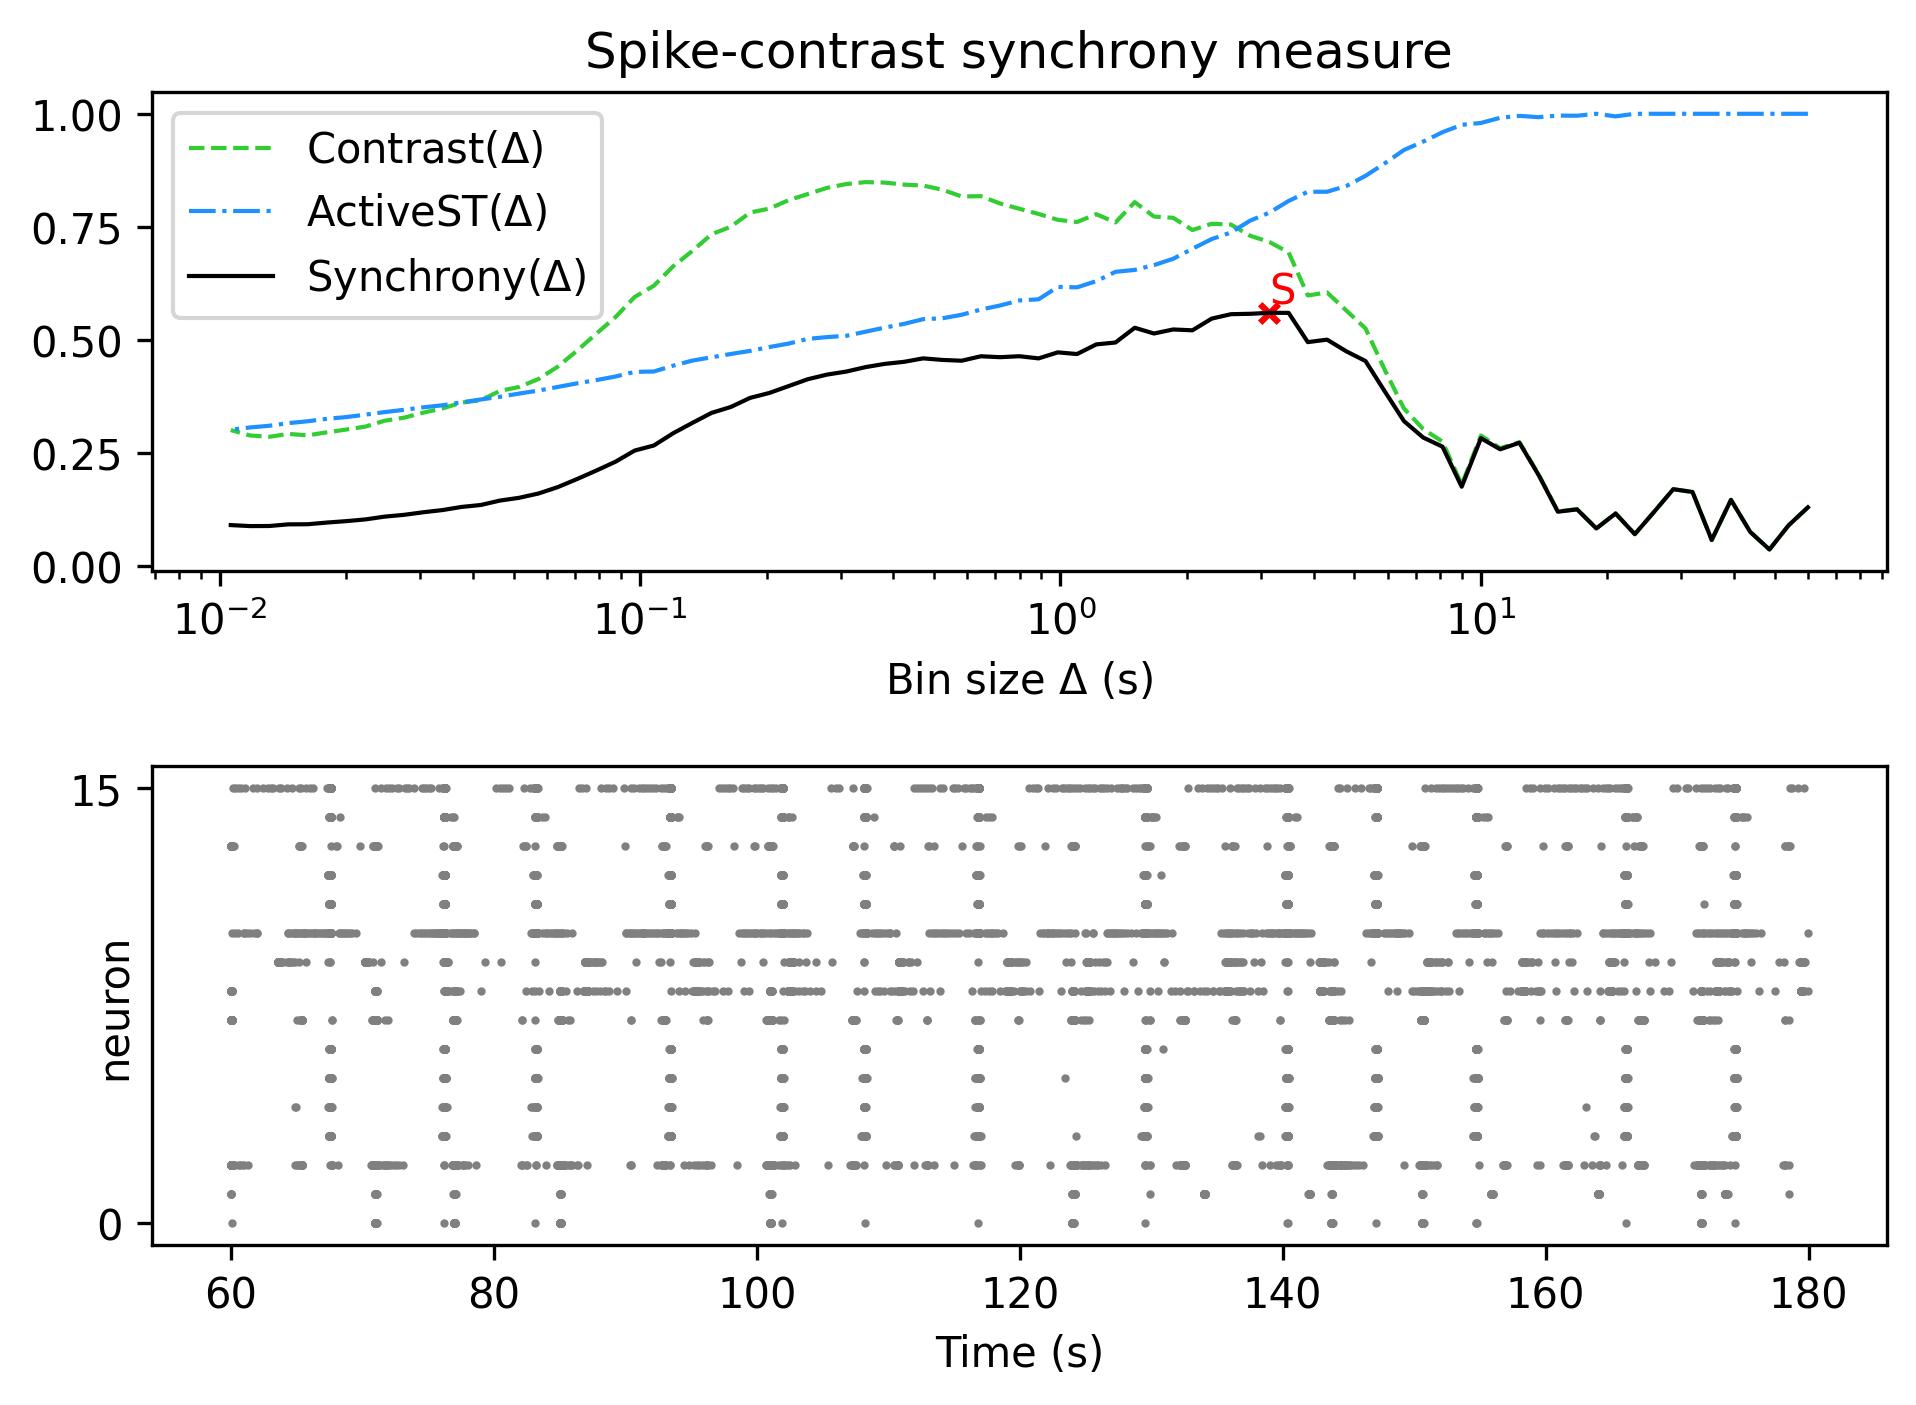 Spike-contrast synchrony measure
1.00
0.75
0.50
0.25
0.00
Contrast(Δ)
ActiveST(Δ)
Synchrony(Δ)
S
10⁻² 10⁻¹ 10⁰ 10¹
Bin size Δ (s)
15
0
neuron
60 80 100 120 140 160 180
Time (s)